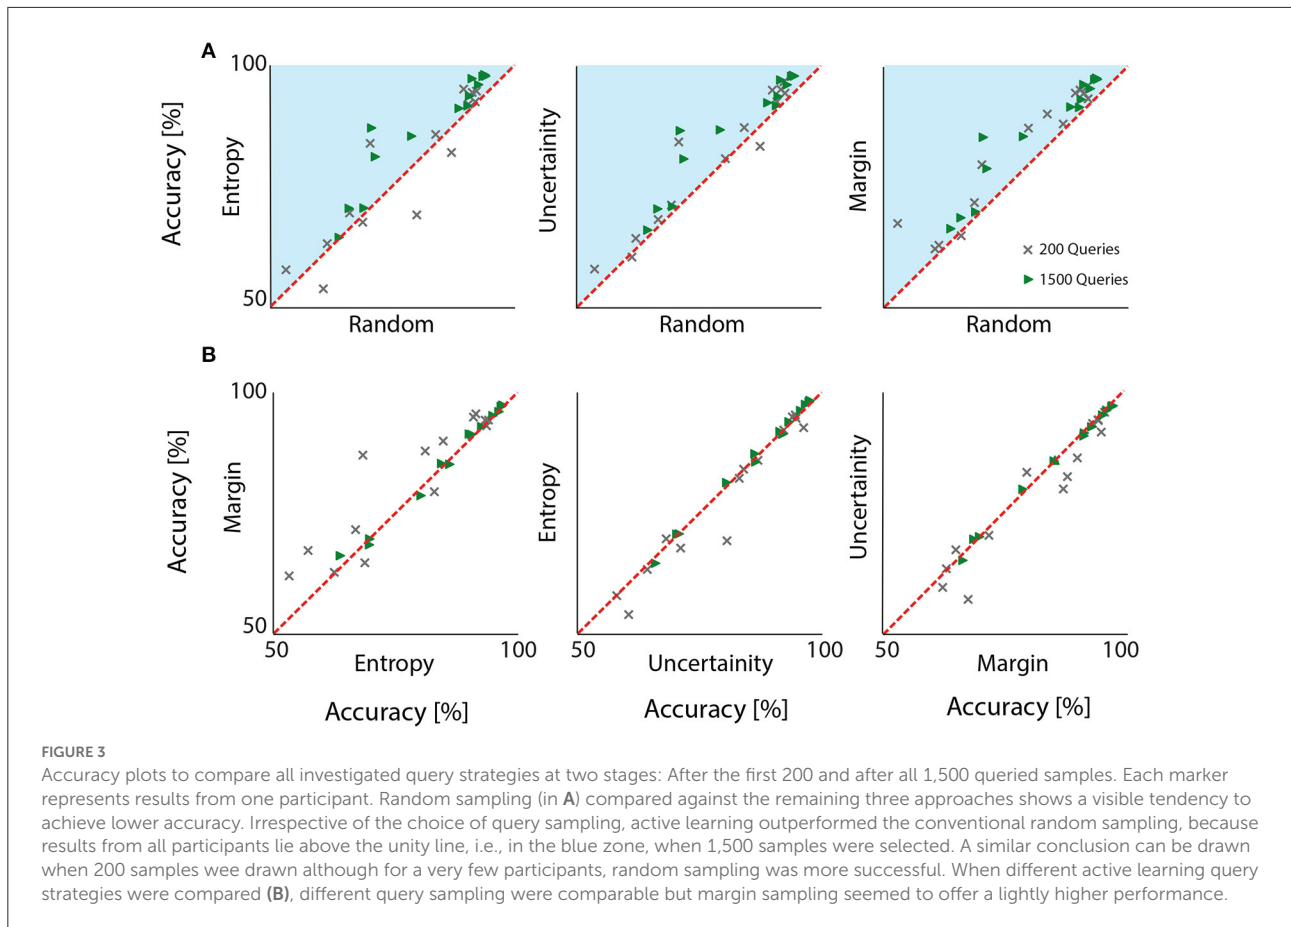 A
100
50
Accuracy [%]
Entropy
Random
Uncertainity
Random
Margin
Random
200 Queries
1500 Queries
B
100
50
Accuracy [%]
Margin
50
Entropy
100
Accuracy [%]
Entropy
50
Uncertainity
100
Accuracy [%]
Uncertainity
50
Margin
100
Accuracy [%]
FIGURE 3
Accuracy plots to compare all investigated query strategies at two stages: After the first 200 and after all 1,500 queried samples. Each marker
represents results from one participant. Random sampling (in A) compared against the remaining three approaches shows a visible tendency to
achieve lower accuracy. Irrespective of the choice of query sampling, active learning outperformed the conventional random sampling, because
results from all participants lie above the unity line, i.e., in the blue zone, when 1,500 samples were selected. A similar conclusion can be drawn
when 200 samples wee drawn although for a very few participants, random sampling was more successful. When different active learning query
strategies were compared (B), different query sampling were comparable but margin sampling seemed to offer a lightly higher performance.